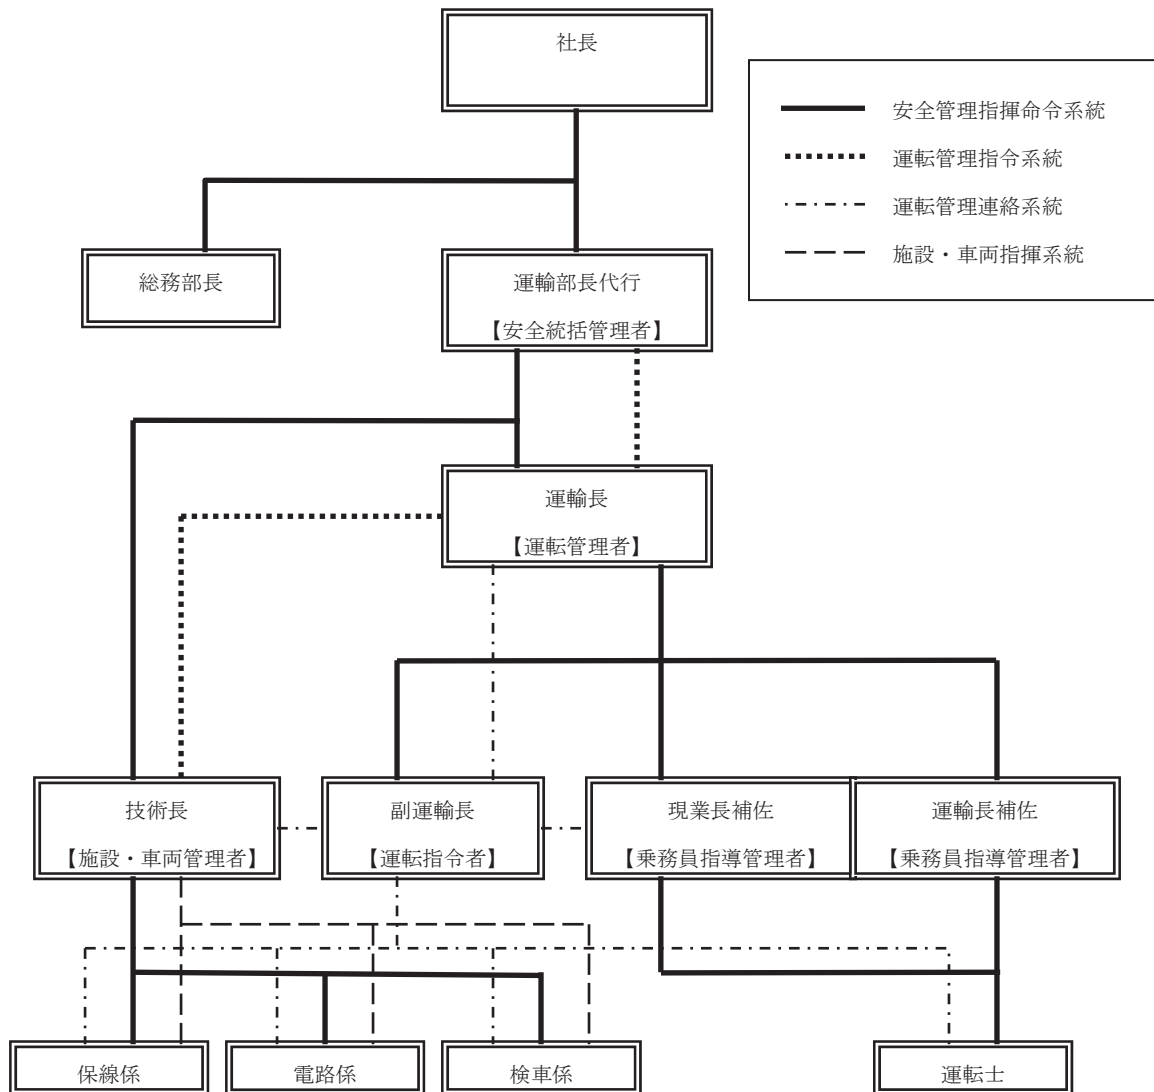 社長
安全管理指揮命令系統
運転管理指令系統
運転管理連絡系統
施設・車両指揮系統
総務部長
運輸部長代行
【安全統括管理者】
運輸長
【運転管理者】
技術長
【施設・車両管理者】
副運輸長
【運転指令者】
現業長補佐
【乗務員指導管理者】
運輸長補佐
【乗務員指導管理者】
保線係
電路係
検車係
運転士